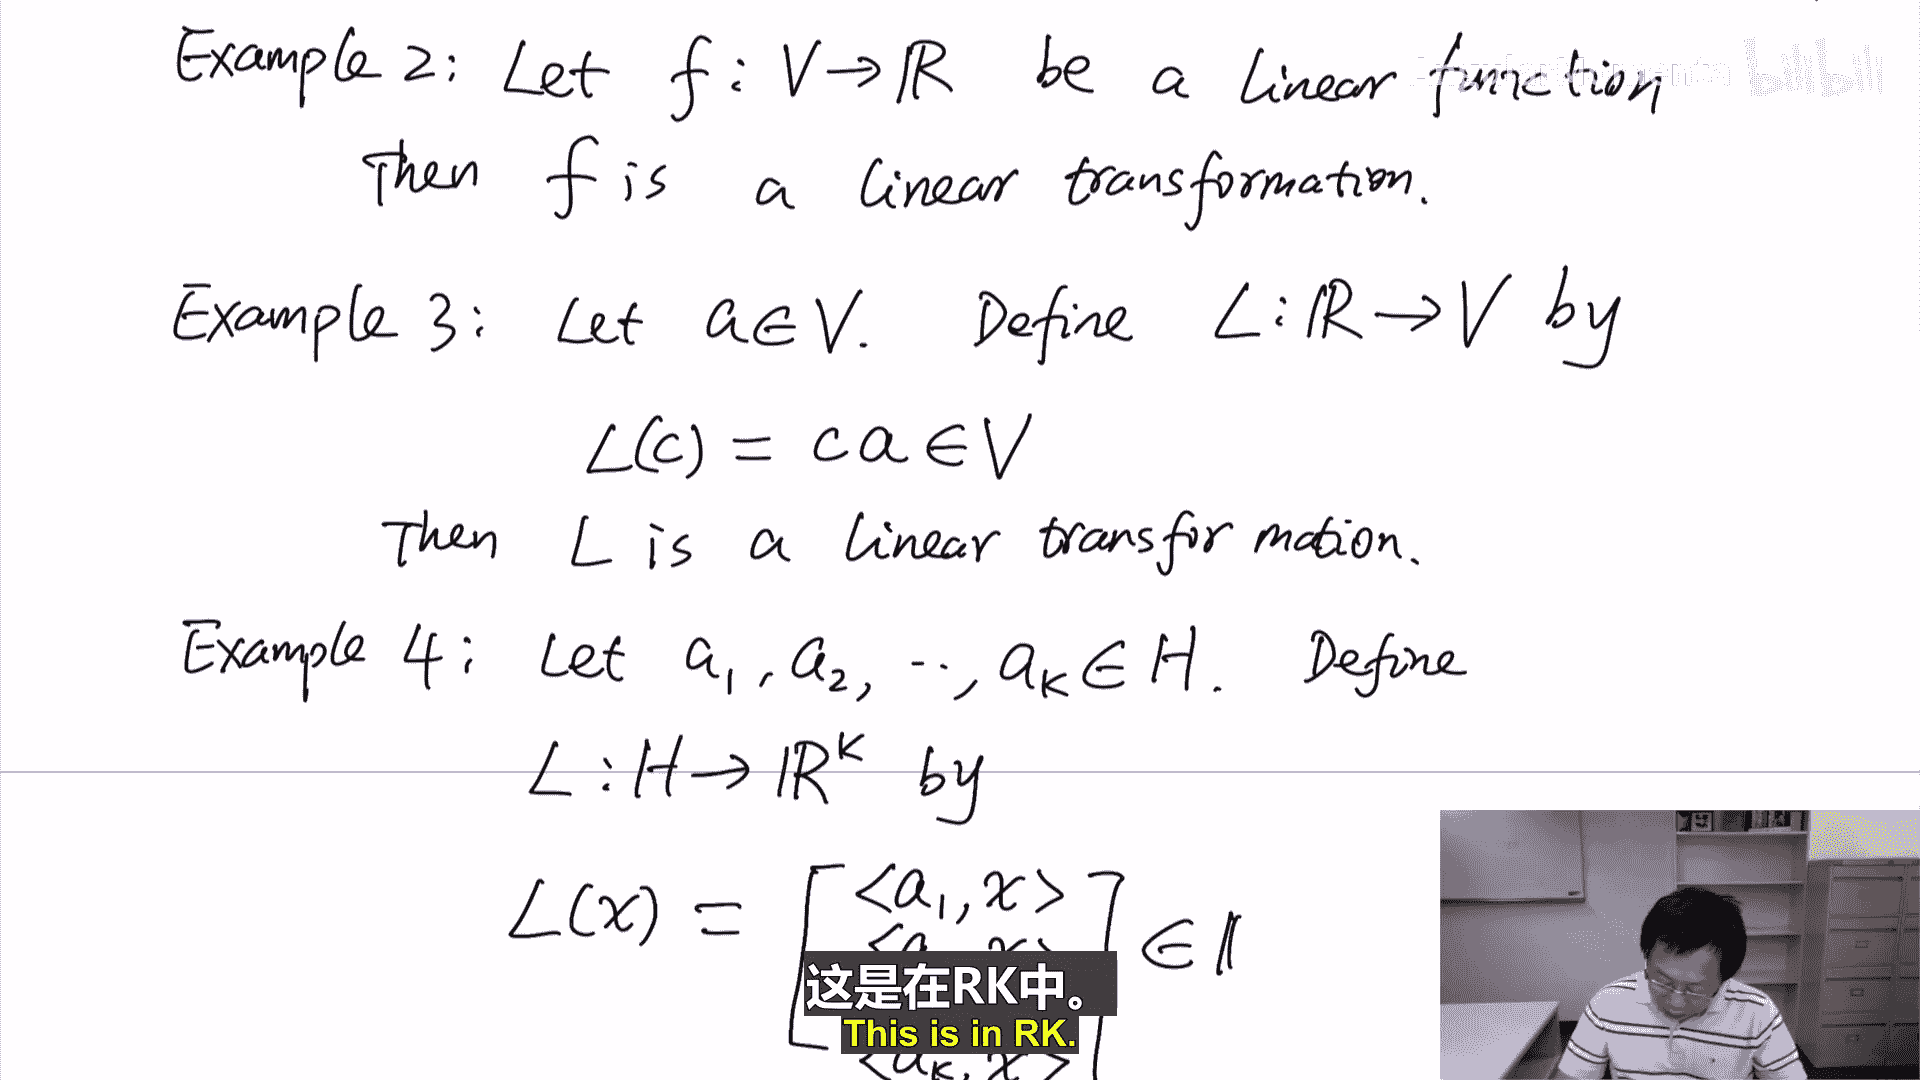 Example 2: Let f: V→ℝ be a linear function
bilibili
Then f is a linear transformation.
Example 3: Let a∈V. Define L:ℝ→V by
L(c) = ca∈V
Then L is a linear transformation.
Example 4: Let a₁, a₂, ..., aₖ∈H. Define
L:H→ℝᴷ by
L(x) = [<a₁,x> ] ∈
<aₖ,x>
这是在RK中。
This is in RK.